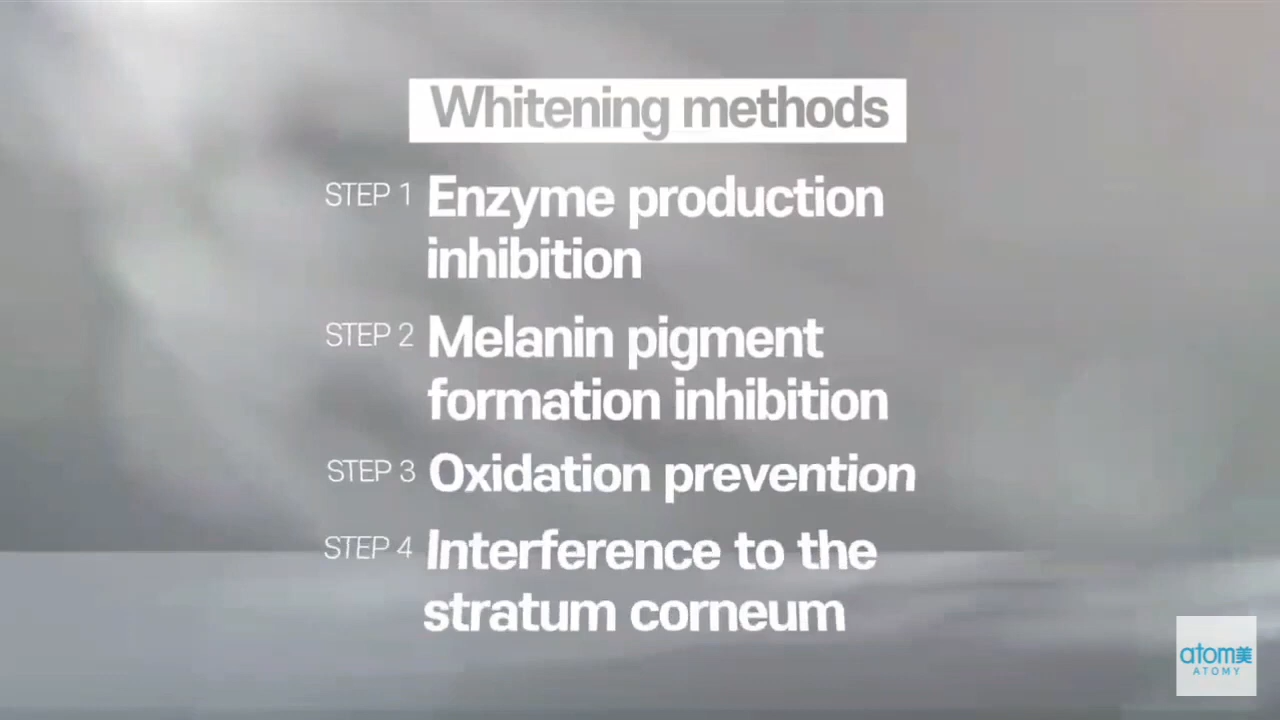 Whitening methods
STEP 1 Enzyme production
inhibition
STEP 2 Melanin pigment
formation inhibition
STEP 3 Oxidation prevention
STEP 4 Interference to the
stratum corneum
atom美
ATOMY